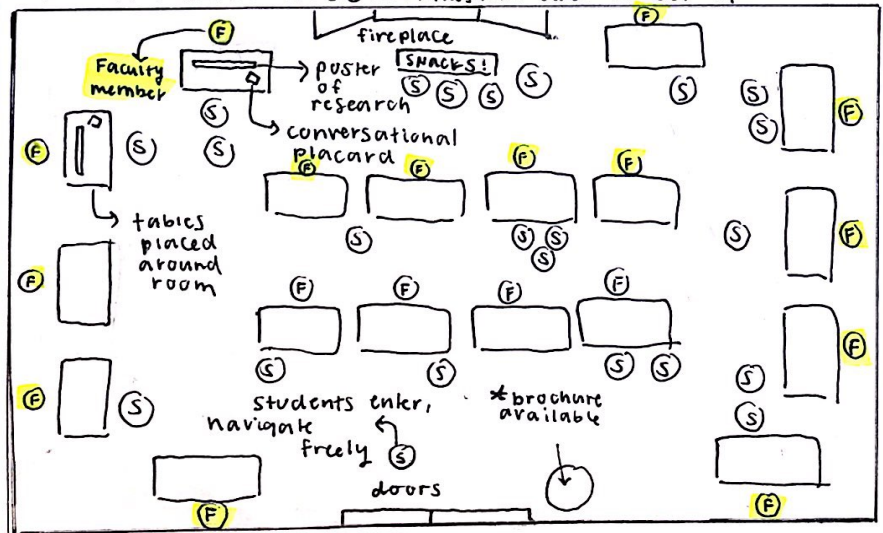 F
F
fireplace
Faculty
member
SNACKS!
poster
of
research
S S S S
S
S
S
F
S
S
conversational
placard
F
S
F F F F
tables
placed
around
room
S
S S
S
S
F
F
F F F F
F
S S S S
S
F
S
S
students enter,
navigate
freely
S
*brochure
available
doors
F
F